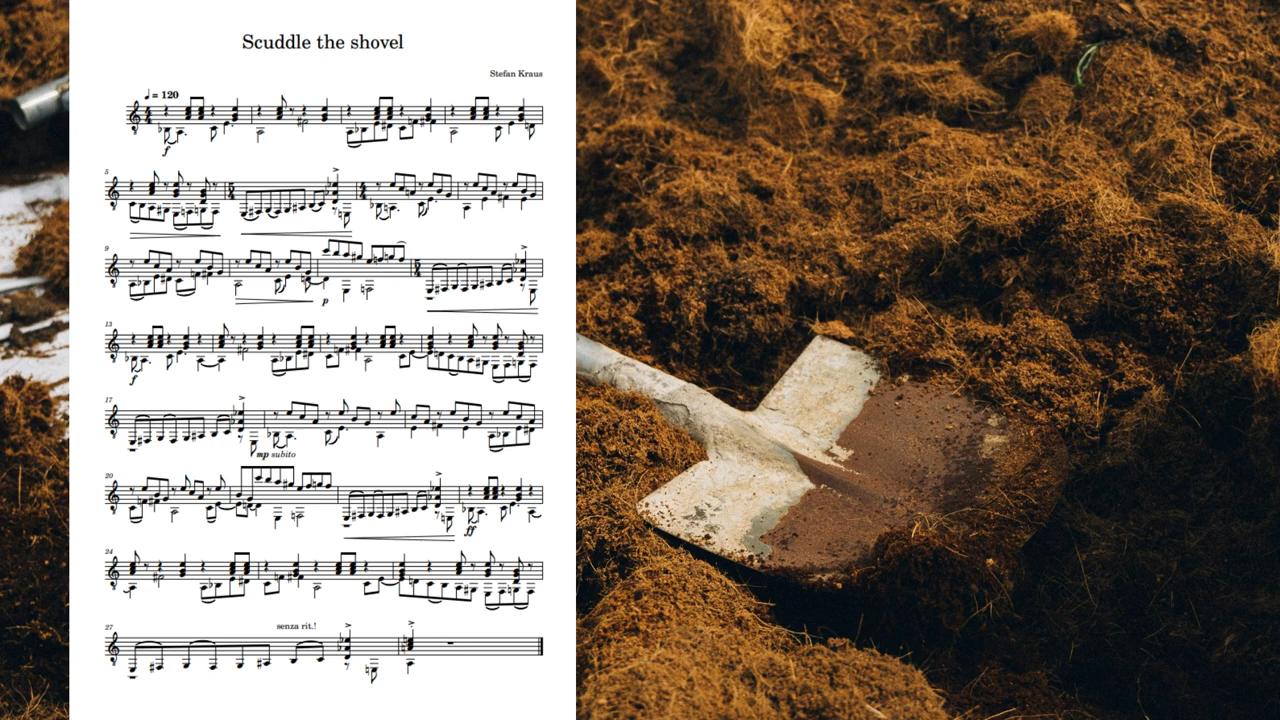 Scuddle the shovel
Stefan Kraus
♩ = 120
f
5
9
p
13
f
17
mp subito
20
ff
24
27
senza rit.!